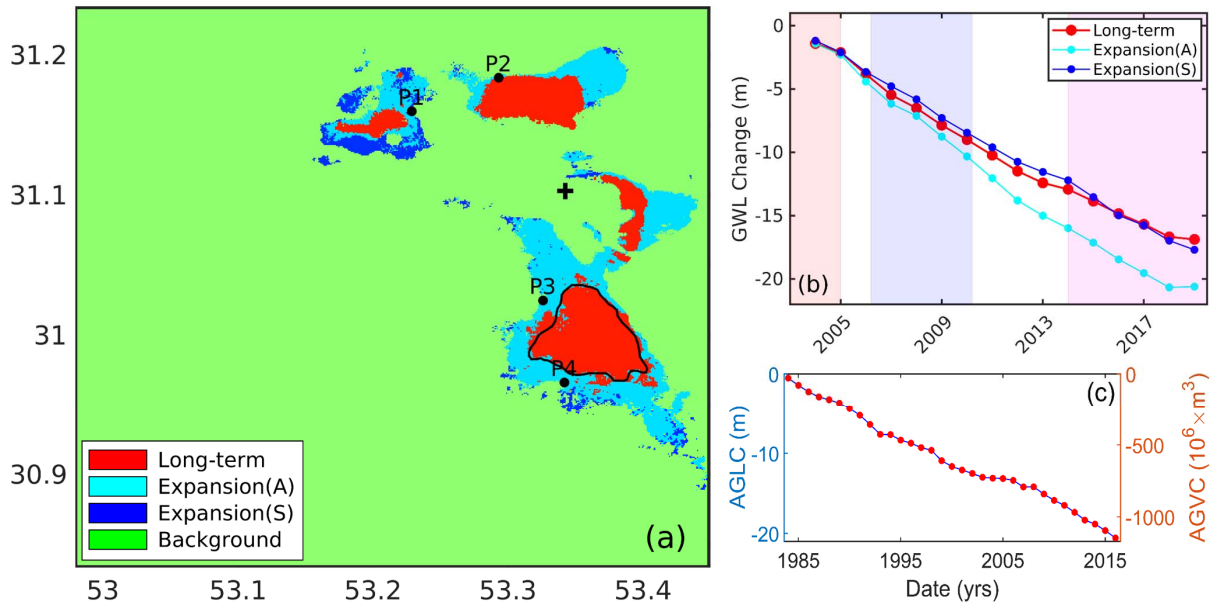 31.2
31.1
31
30.9
P1
P2
P3
P4
Long-term
Expansion(A)
Expansion(S)
Background
(a)
53
53.1
53.2
53.3
53.4
0
-5
-10
-15
-20
GWL Change (m)
Long-term
Expansion(A)
Expansion(S)
(b)
2005
2009
2013
2017
0
-10
-20
AGLC (m)
(c)
0
-500
-1000
AGVC (10⁶×m³)
1985
1995
2005
2015
Date (yrs)